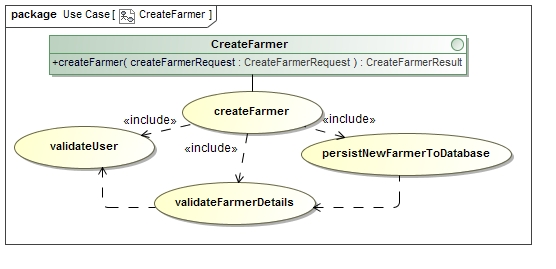 package Use Case[ CreateFarmer ]
CreateFarmer
+createFarmer( createFarmerRequest : CreateFarmerRequest ) : CreateFarmerResult
createFarmer
«include»
«include»
«include»
validateUser
persistNewFarmerToDatabase
validateFarmerDetails